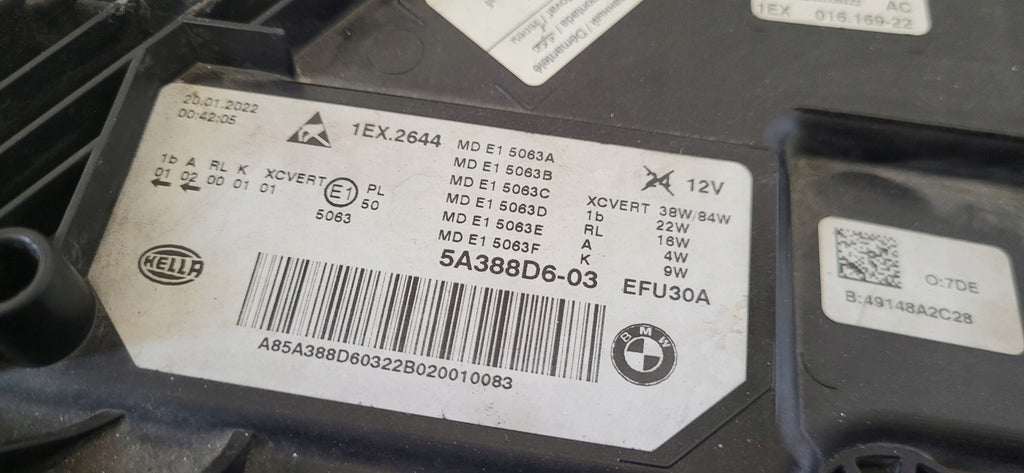 AC
1EX 016.169-22
/ Démantelé
20.01.2022
00:42:05
1EX.2644
MD E1 5063A
MD E1 5063B
MD E1 5063C
MD E1 5063D
MD E1 5063E
MD E1 5063F
24 12V
1b A RL K XCVERT E1 PL
01 02 00 01 01 50
5063
XCVERT 38W/84W
1b 22W
RL 16W
A 4W
K 9W
HELLA
5A388D6-03 EFU30A
A85A388D60322B020010083
BMW
O:7DE
B:49148A2C28